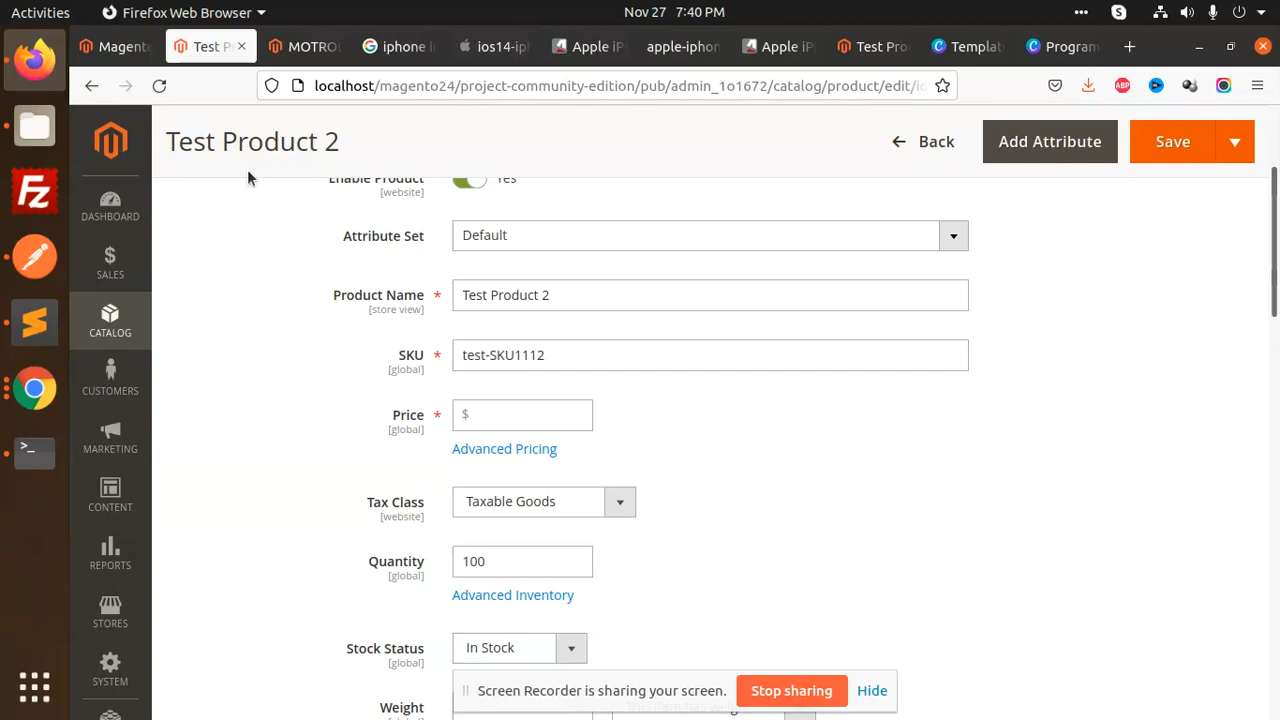 Activities Firefox Web Browser Nov 27 7:40 PM
Magento Test Pr MOTROL iphone i ios14-iph Apple iP apple-iphon Apple iP Test Pro Templat Program
localhost/magento24/project-community-edition/pub/admin_1o1672/catalog/product/edit/
Test Product 2 Back Add Attribute Save
DASHBOARD
SALES
CATALOG
CUSTOMERS
MARKETING
CONTENT
REPORTS
STORES
SYSTEM
Enable Product Yes
[website]
Attribute Set Default
Product Name * Test Product 2
[store view]
SKU * test-SKU1112
[global]
Price * $
[global]
Advanced Pricing
Tax Class Taxable Goods
[website]
Quantity 100
[global]
Advanced Inventory
Stock Status In Stock
[global]
Screen Recorder is sharing your screen. Stop sharing Hide
Weight